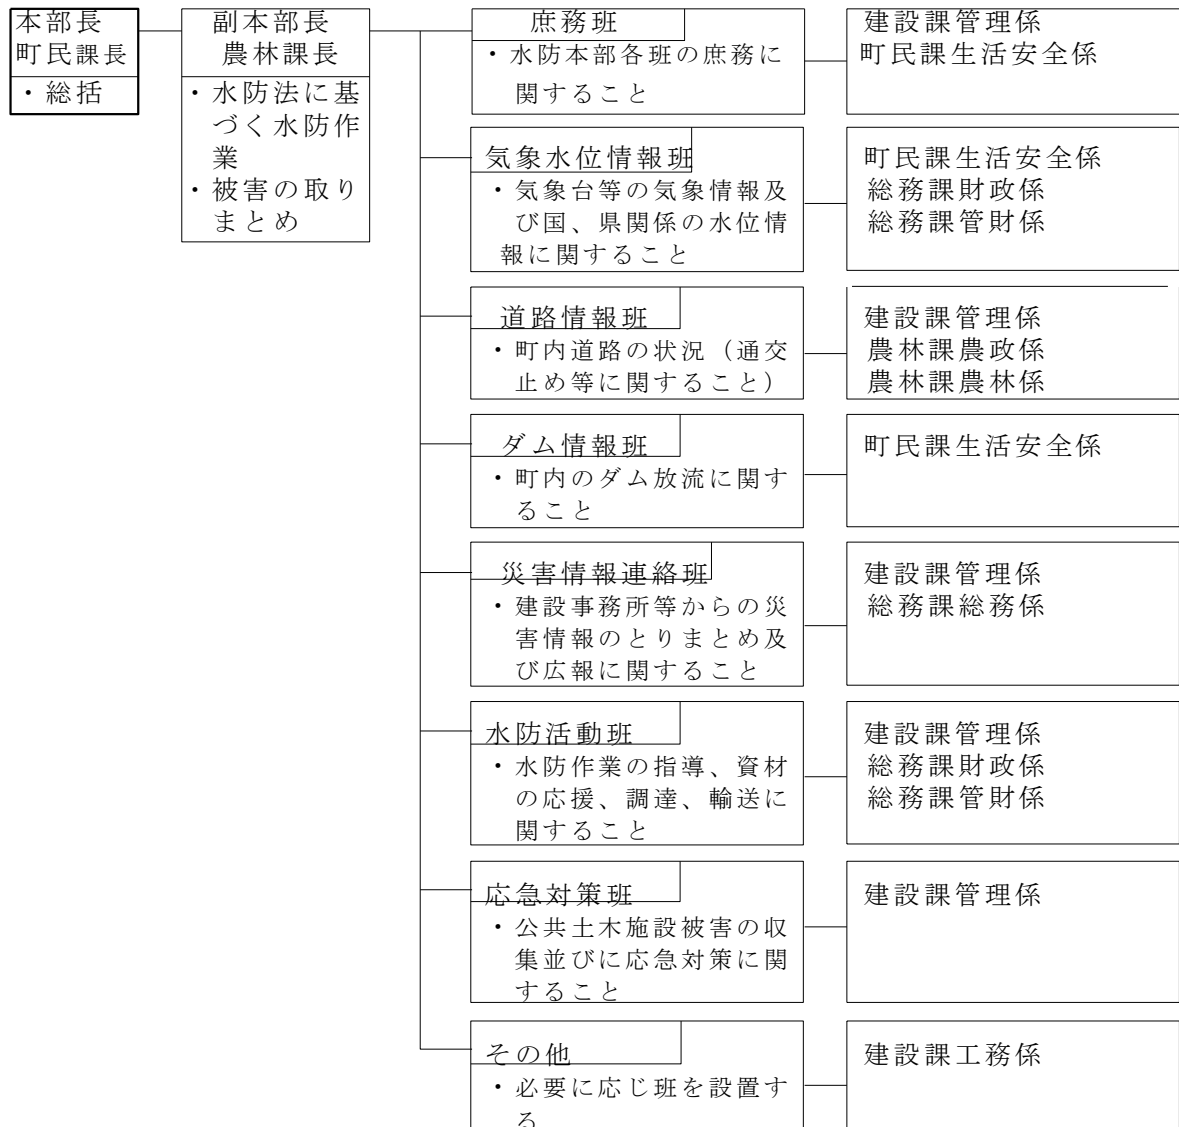 本部長
町民課長
・総括
副本部長
農林課長
・水防法に基
づく水防作
業
・被害の取り
まとめ
庶務班
・水防本部各班の庶務に
関すること
建設課管理係
町民課生活安全係
気象水位情報班
・気象台等の気象情報及
び国、県関係の水位情
報に関すること
町民課生活安全係
総務課財政係
総務課管財係
道路情報班
・町内道路の状況（通交
止め等に関すること）
建設課管理係
農林課農政係
農林課農林係
ダム情報班
・町内のダム放流に関す
ること
町民課生活安全係
災害情報連絡班
・建設事務所等からの災
害情報のとりまとめ及
び広報に関すること
建設課管理係
総務課総務係
水防活動班
・水防作業の指導、資材
の応援、調達、輸送に
関すること
建設課管理係
総務課財政係
総務課管財係
応急対策班
・公共土木施設被害の収
集並びに応急対策に関
すること
建設課管理係
その他
・必要に応じ班を設置す
る
建設課工務係